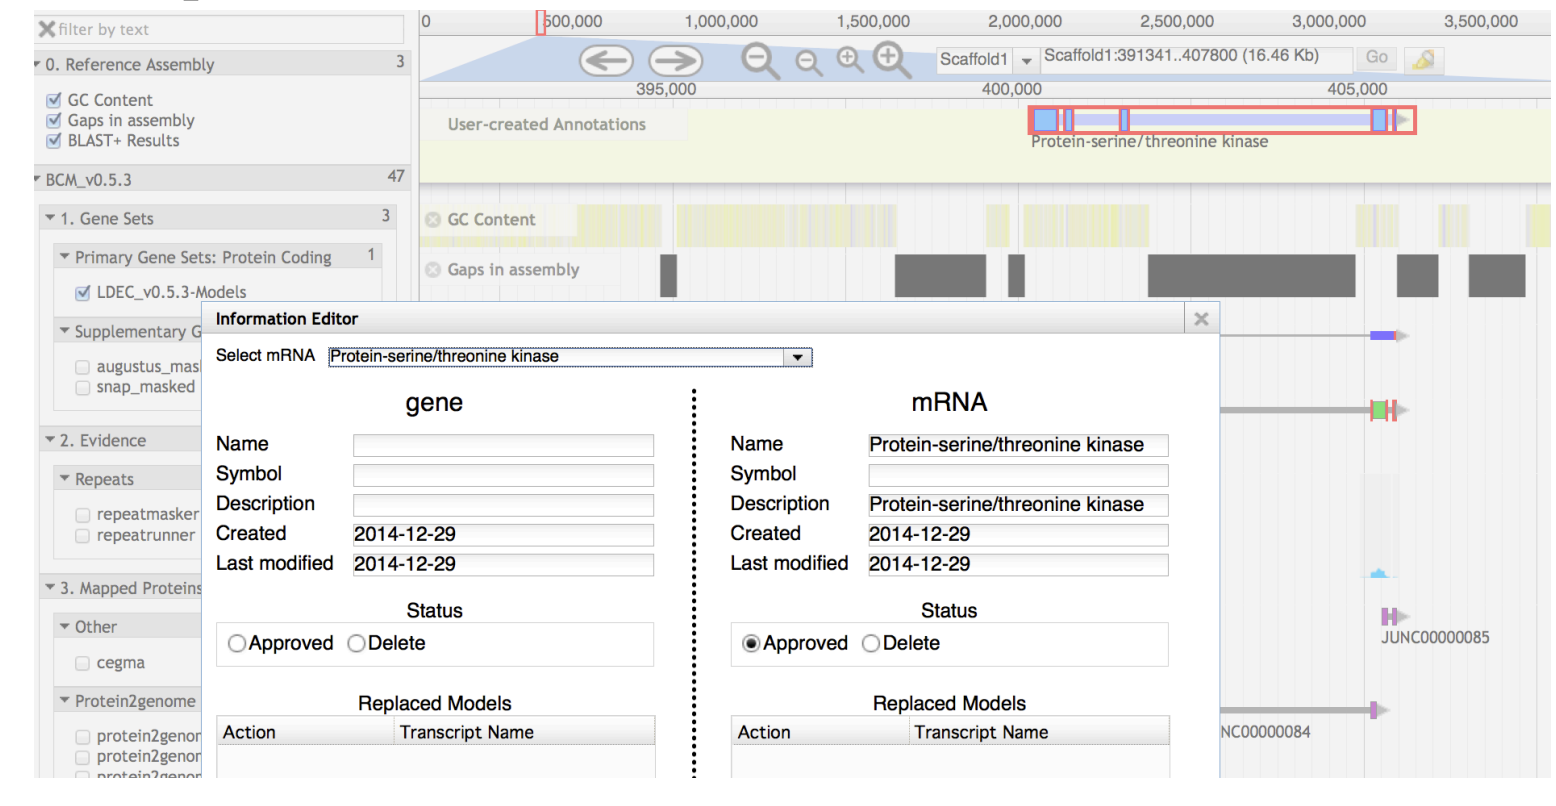 filter by text
0. Reference Assembly 3
GC Content
Gaps in assembly
BLAST+ Results
BCM_v0.5.3 47
1. Gene Sets 3
Primary Gene Sets: Protein Coding 1
LDEC_v0.5.3-Models
Supplementary G
augustus_mas
snap_masked
2. Evidence
Repeats
repeatmasker
repeatrunner
3. Mapped Proteins
Other
cegma
Protein2genome
protein2genor
protein2genor
protein2genor
0 500,000 1,000,000 1,500,000 2,000,000 2,500,000 3,000,000 3,500,000
Scaffold1 Scaffold1:391341..407800 (16.46 Kb) Go
395,000 400,000 405,000
User-created Annotations
Protein-serine/threonine kinase
GC Content
Gaps in assembly
Information Editor
Select mRNA Protein-serine/threonine kinase
gene
Name
Symbol
Description
Created 2014-12-29
Last modified 2014-12-29
Status
Approved Delete
Replaced Models
Action Transcript Name
mRNA
Name Protein-serine/threonine kinase
Symbol
Description Protein-serine/threonine kinase
Created 2014-12-29
Last modified 2014-12-29
Status
Approved Delete
Replaced Models
Action Transcript Name
JUNC00000085
NC00000084